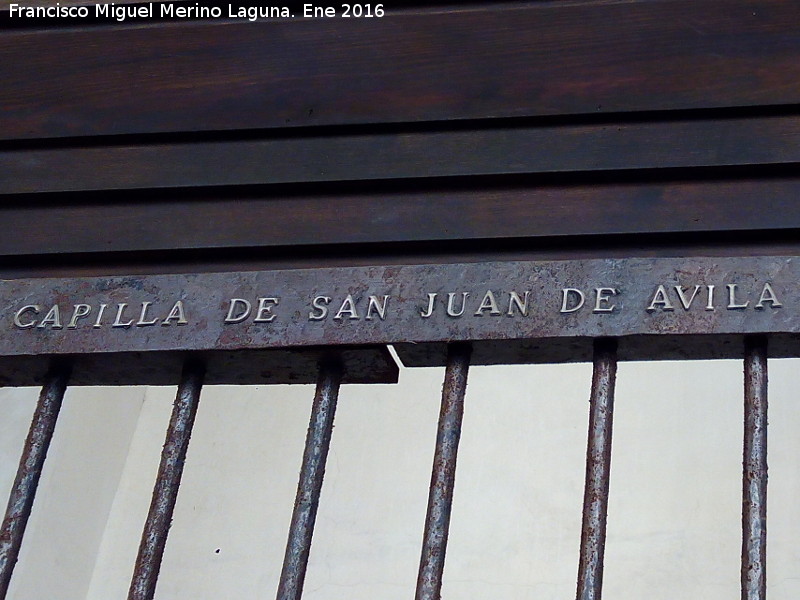 Francisco Miguel Merino Laguna. Ene 2016
CAPILLA DE SAN JUAN DE AVILA